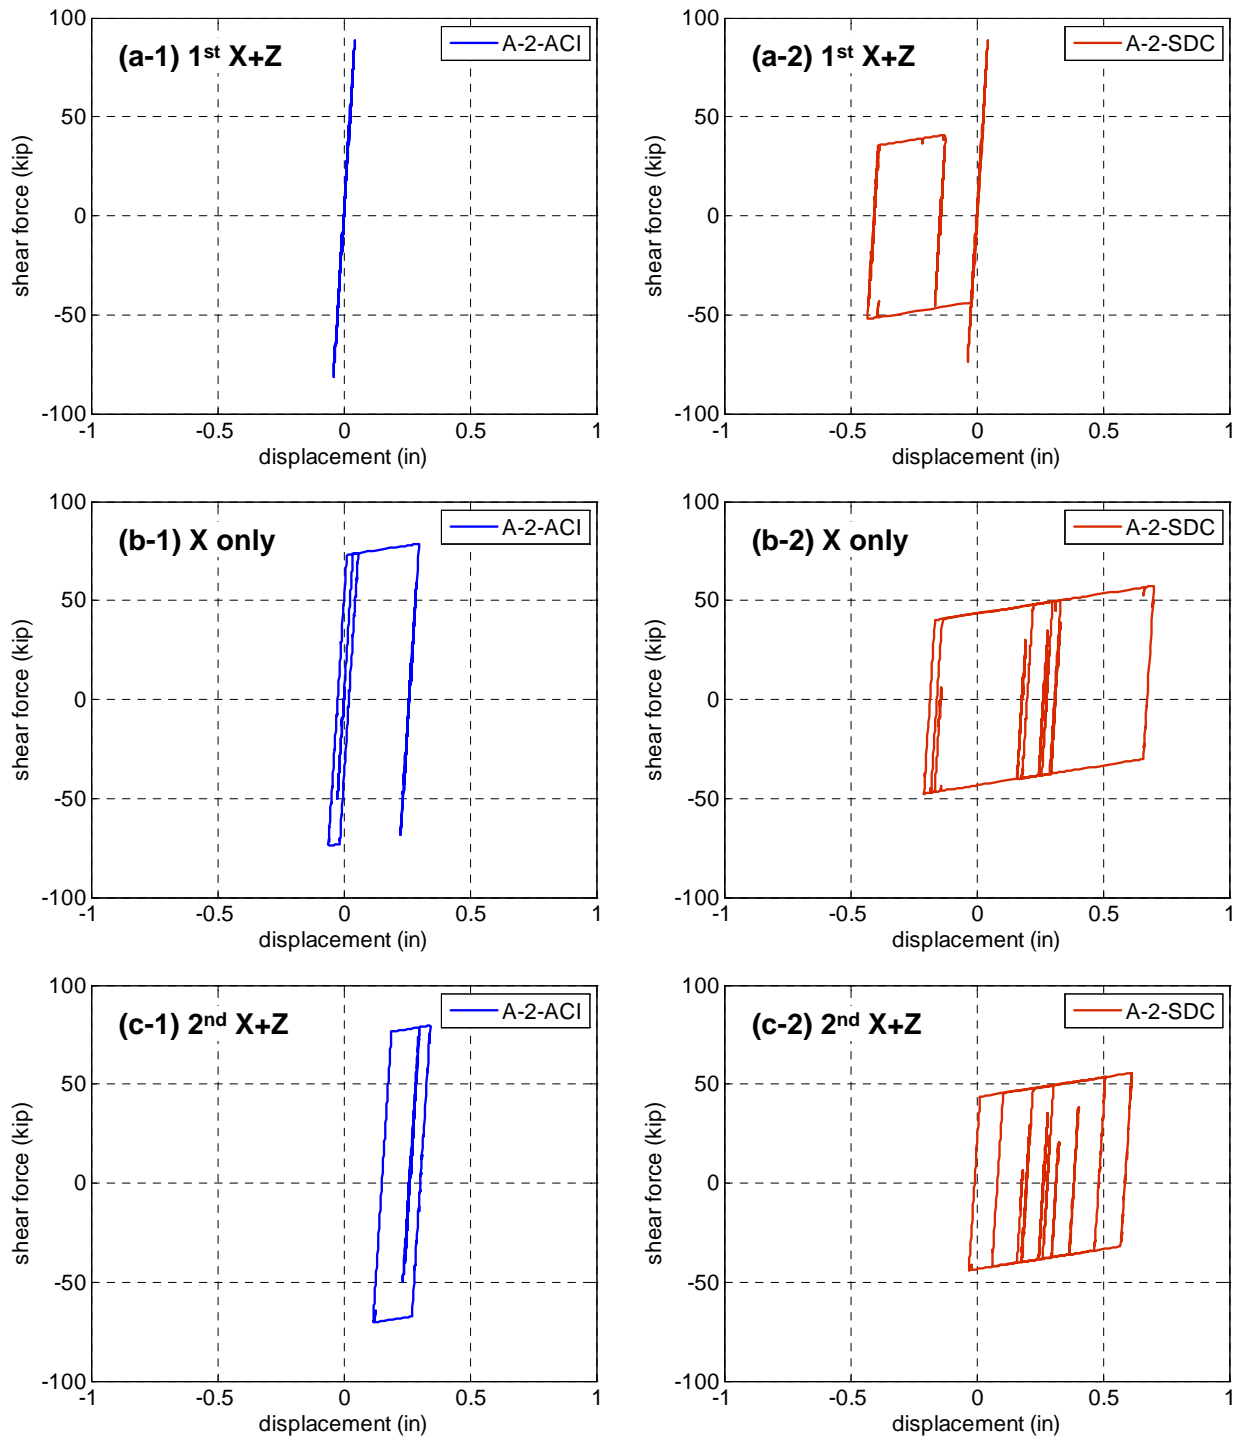 100
50
0
-50
-100
-1
-0.5
0
0.5
1
shear force (kip)
displacement (in)
(a-1) 1st X+Z
A-2-ACI
100
50
0
-50
-100
-1
-0.5
0
0.5
1
shear force (kip)
displacement (in)
(a-2) 1st X+Z
A-2-SDC
100
50
0
-50
-100
-1
-0.5
0
0.5
1
shear force (kip)
displacement (in)
(b-1) X only
A-2-ACI
100
50
0
-50
-100
-1
-0.5
0
0.5
1
shear force (kip)
displacement (in)
(b-2) X only
A-2-SDC
100
50
0
-50
-100
-1
-0.5
0
0.5
1
shear force (kip)
displacement (in)
(c-1) 2nd X+Z
A-2-ACI
100
50
0
-50
-100
-1
-0.5
0
0.5
1
shear force (kip)
displacement (in)
(c-2) 2nd X+Z
A-2-SDC